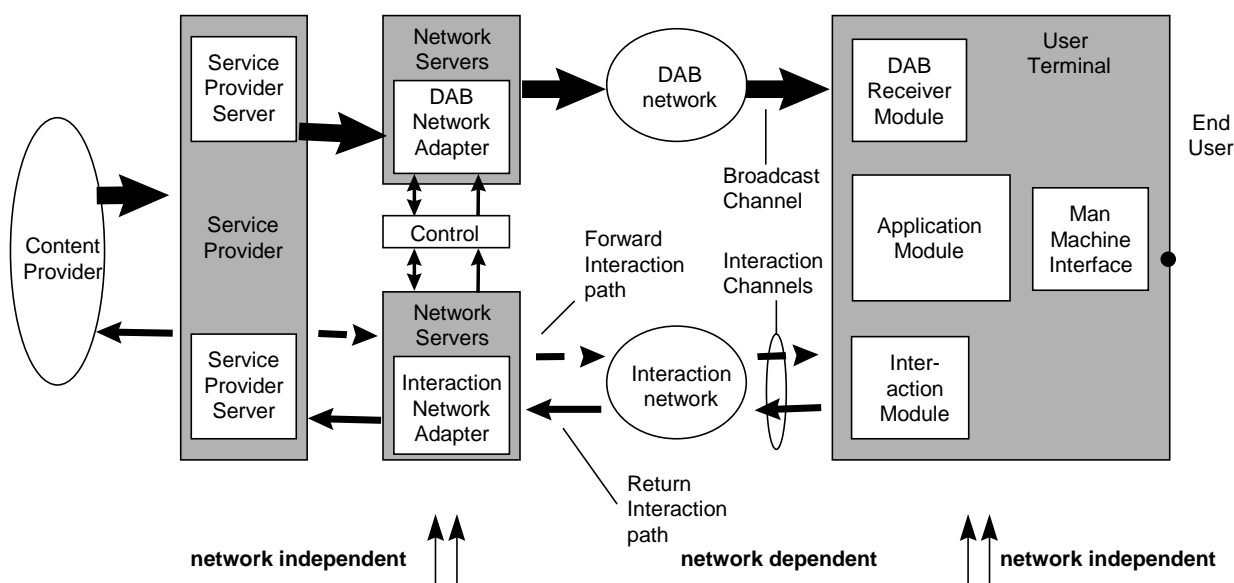 Service
Provider
Server
Network
Servers
DAB
Network
Adapter
DAB
network
DAB
Receiver
Module
User
Terminal
End
User
Broadcast
Channel
Content
Provider
Service
Provider
Control
Forward
Interaction
path
Interaction
Channels
Application
Module
Man
Machine
Interface
Service
Provider
Server
Network
Servers
Interaction
Network
Adapter
Interaction
network
Inter-
action
Module
Return
Interaction
path
network independent
network dependent
network independent